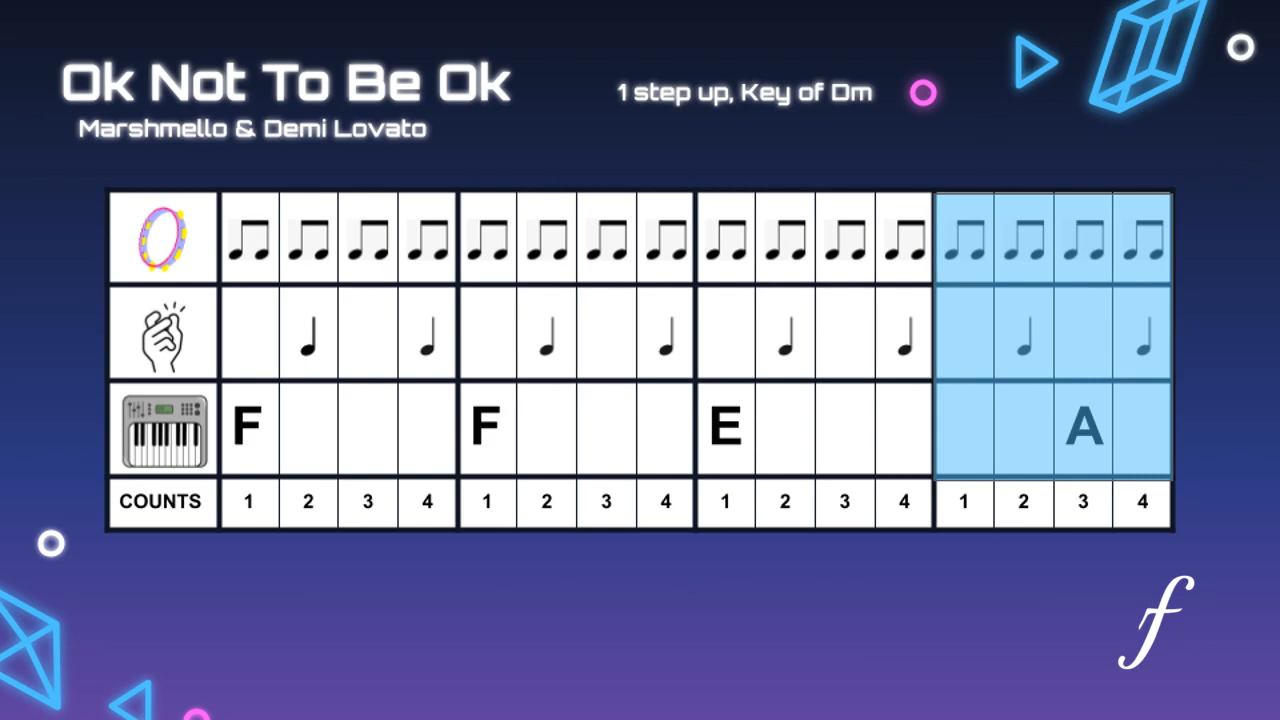 Ok Not To Be Ok
1 step up, Key of Dm
Marshmello & Demi Lovato
F F E A
COUNTS 1 2 3 4 1 2 3 4 1 2 3 4 1 2 3 4
f